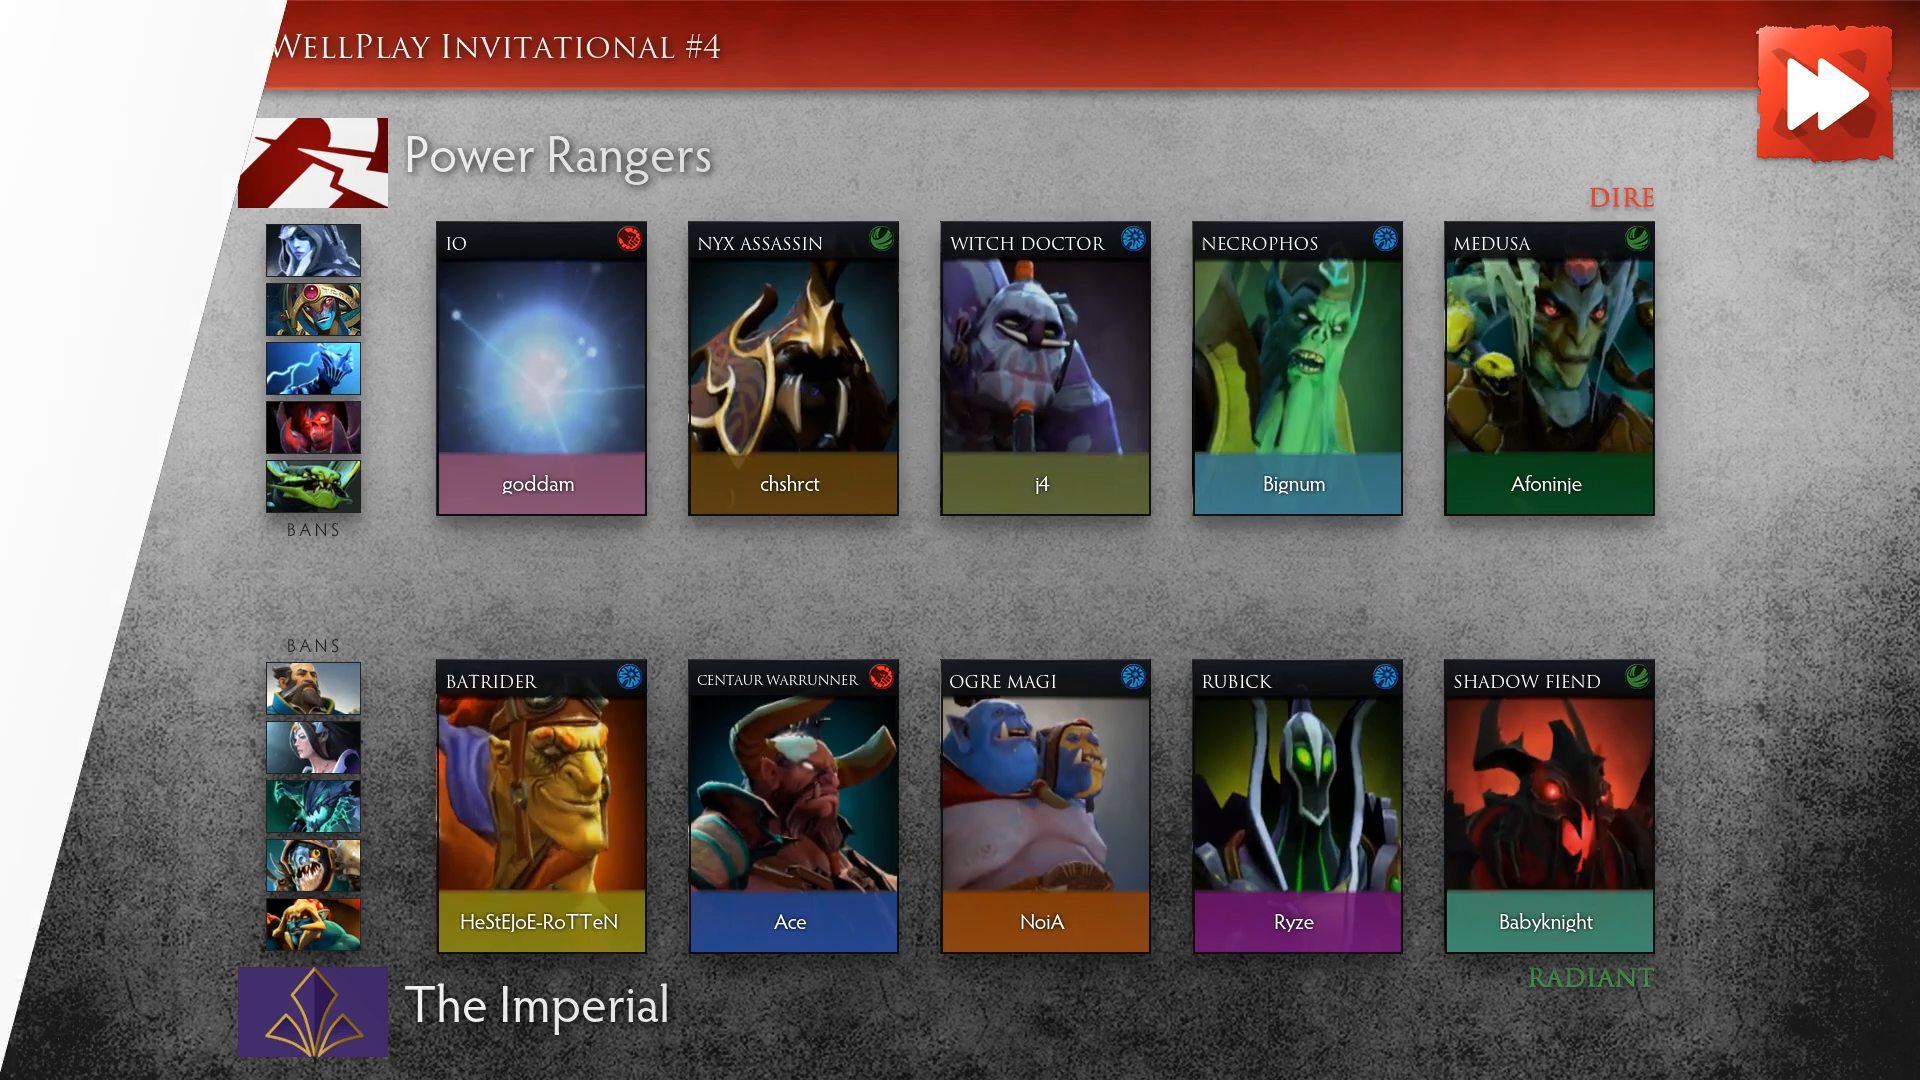 WellPlay Invitational #4
Power Rangers
DIRE
IO
NYX ASSASSIN
WITCH DOCTOR
NECROPHOS
MEDUSA
goddam
chshrct
j4
Bignum
Afoninje
BANS
BANS
BATRIDER
CENTAUR WARRUNNER
OGRE MAGI
RUBICK
SHADOW FIEND
HeStEJoE-RoTTeN
Ace
NoiA
Ryze
Babyknight
RADIANT
The Imperial